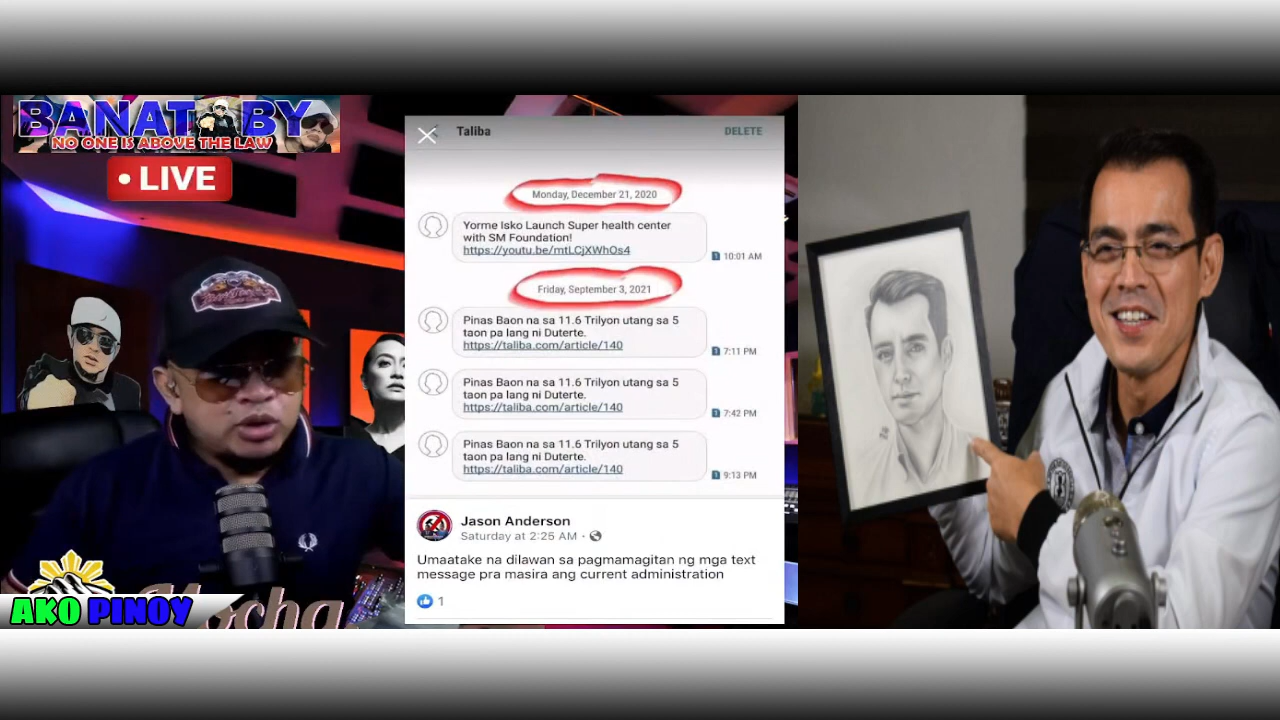 BANAT BY
NO ONE IS ABOVE THE LAW
• LIVE
Taliba
DELETE
Monday, December 21, 2020
Yorme Isko Launch Super health center
with SM Foundation!
https://youtu.be/mtLCjXWhOs4
1 10:01 AM
Friday, September 3, 2021
Pinas Baon na sa 11.6 Trilyon utang sa 5
taon pa lang ni Duterte.
https://taliba.com/article/140
1 7:11 PM
Pinas Baon na sa 11.6 Trilyon utang sa 5
taon pa lang ni Duterte.
https://taliba.com/article/140
1 7:42 PM
Pinas Baon na sa 11.6 Trilyon utang sa 5
taon pa lang ni Duterte.
https://taliba.com/article/140
1 9:13 PM
Jason Anderson
Saturday at 2:25 AM ·
Umaatake na dilawan sa pagmamagitan ng mga text
message pra masira ang current administration
1
Mocha
AKO PINOY